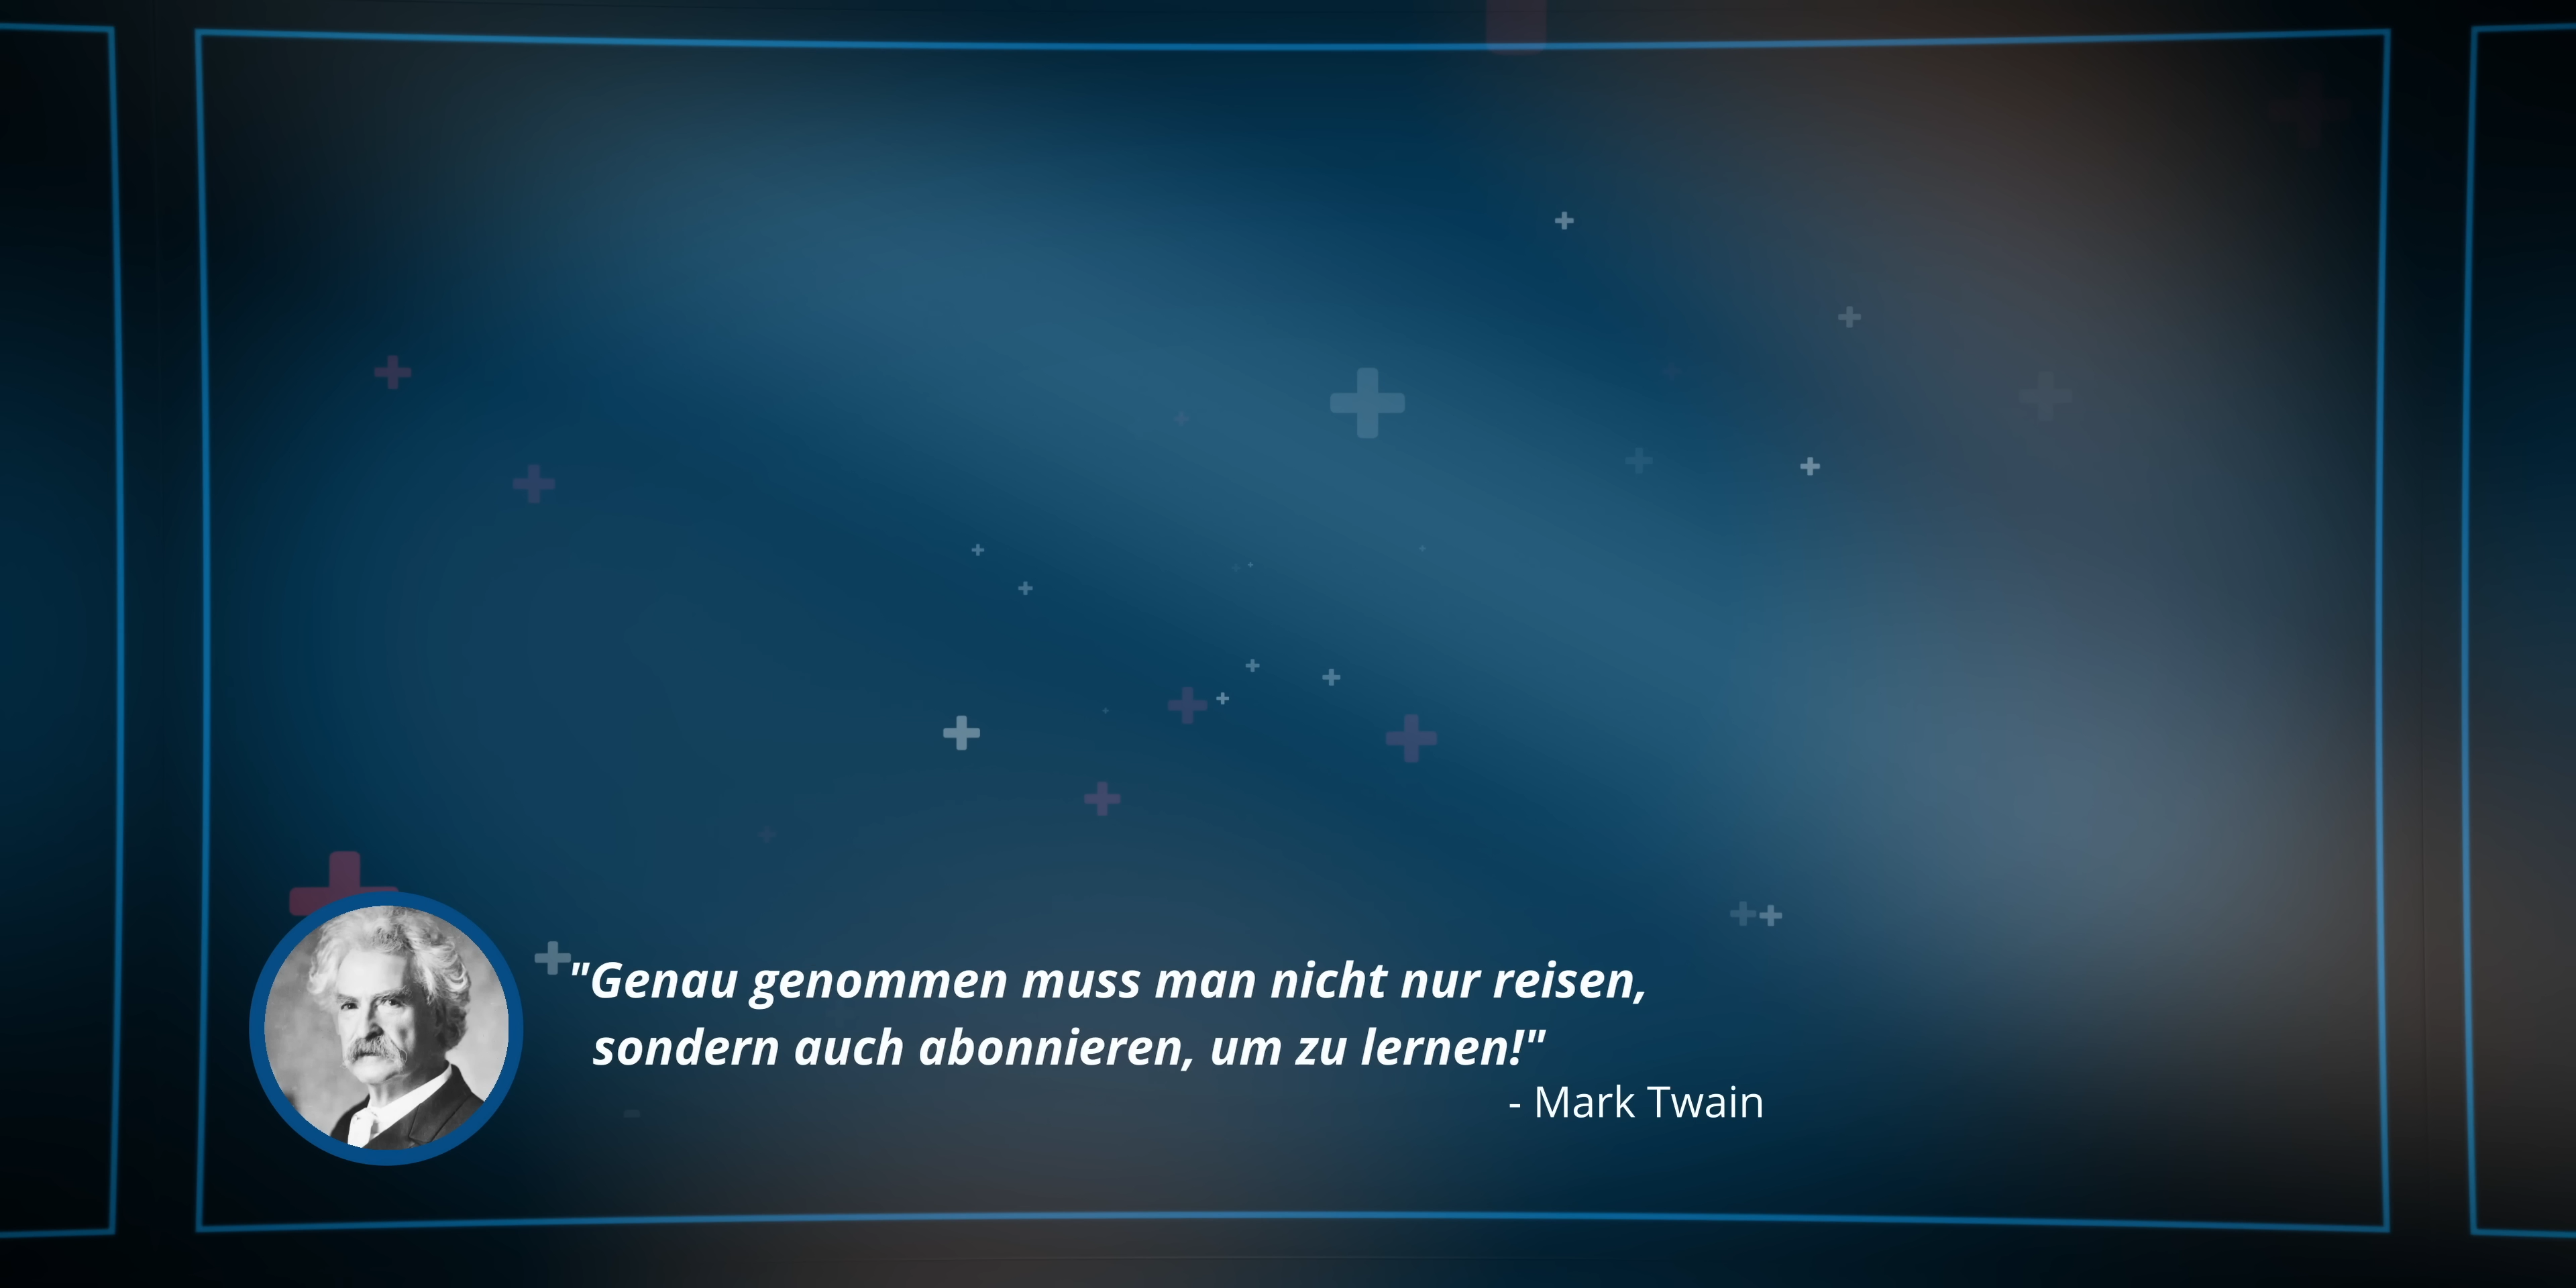 "Genau genommen muss man nicht nur reisen,
sondern auch abonnieren, um zu lernen!"
- Mark Twain